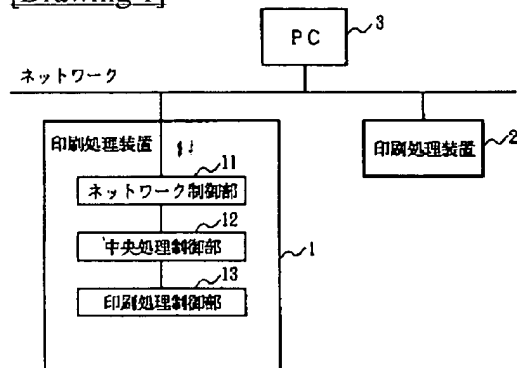 [Drawing 1]
PC
3
ネットワーク
印刷処理装置
11
ネットワーク制御部
12
中央処理制御部
13
印刷処理制御部
1
印刷処理装置
2